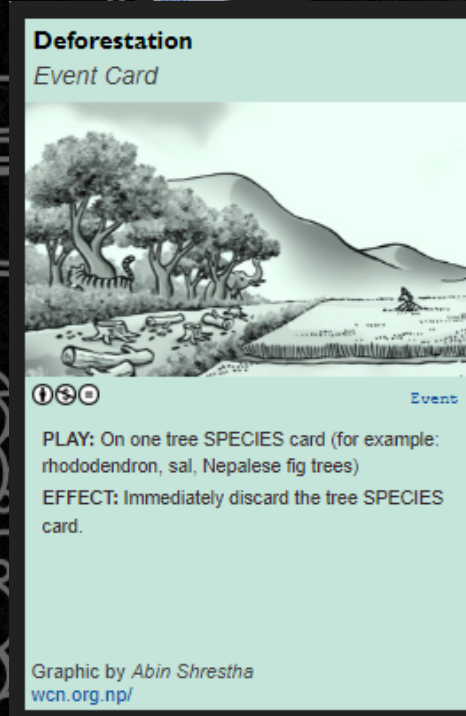 Deforestation
Event Card
Event
PLAY: On one tree SPECIES card (for example:
rhododendron, sal, Nepalese fig trees)
EFFECT: Immediately discard the tree SPECIES
card.
Graphic by Abin Shrestha
wcn.org.np/